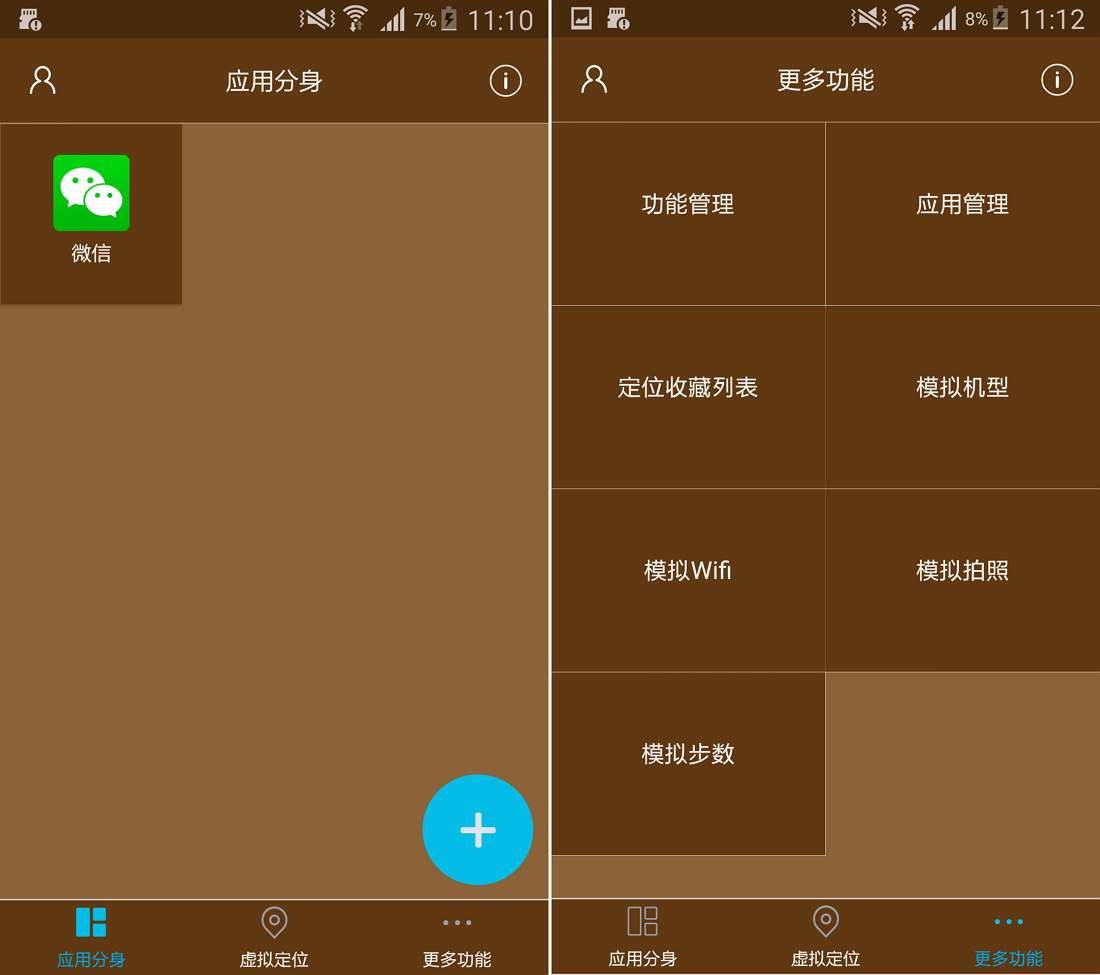 7% 11:10
应用分身
微信
应用分身 虚拟定位 更多功能
8% 11:12
更多功能
功能管理 应用管理
定位收藏列表 模拟机型
模拟Wifi 模拟拍照
模拟步数
应用分身 虚拟定位 更多功能